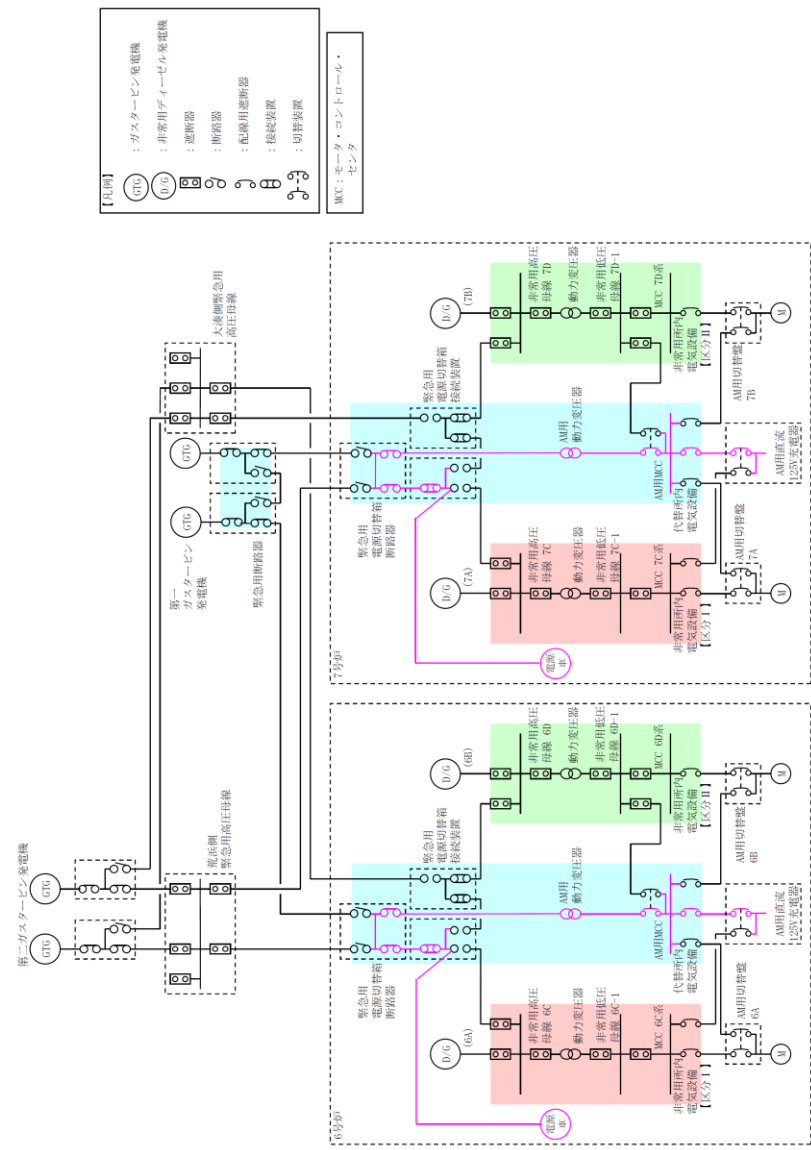 【凡例】
GTG
：ガスタービン発電機
D/G
：非常用ディーゼル発電機
：遮断器
：断路器
：配線用遮断器
：接続装置
：切替装置
MCC：モータ・コントロール・
センタ
第二ガスタービン発電機
GTG
GTG
荒浜側
緊急用高圧母線
第一
ガスタービン
発電機
GTG
GTG
緊急用断路器
大湊側緊急用
高圧母線
6号炉
緊急用
電源切替箱
断路器
緊急用
電源切替箱
接続装置
D/G
(6A)
D/G
(6B)
非常用高圧
母線 6C
動力変圧器
非常用低圧
母線 6C-1
MCC 6C系
非常用所内
電気設備
【区分Ⅰ】
AM用
動力変圧器
AM用MCC
代替所内
電気設備
非常用高圧
母線 6D
動力変圧器
非常用低圧
母線 6D-1
MCC 6D系
非常用所内
電気設備
【区分Ⅱ】
電源
車
AM用切替盤
6A
AM用直流
125V充電器
AM用切替盤
6B
M
M
7号炉
緊急用
電源切替箱
断路器
緊急用
電源切替箱
接続装置
D/G
(7A)
D/G
(7B)
非常用高圧
母線 7C
動力変圧器
非常用低圧
母線 7C-1
MCC 7C系
非常用所内
電気設備
【区分Ⅰ】
AM用
動力変圧器
AM用MCC
代替所内
電気設備
非常用高圧
母線 7D
動力変圧器
非常用低圧
母線 7D-1
MCC 7D系
非常用所内
電気設備
【区分Ⅱ】
電源
車
AM用切替盤
7A
AM用直流
125V充電器
AM用切替盤
7B
M
M